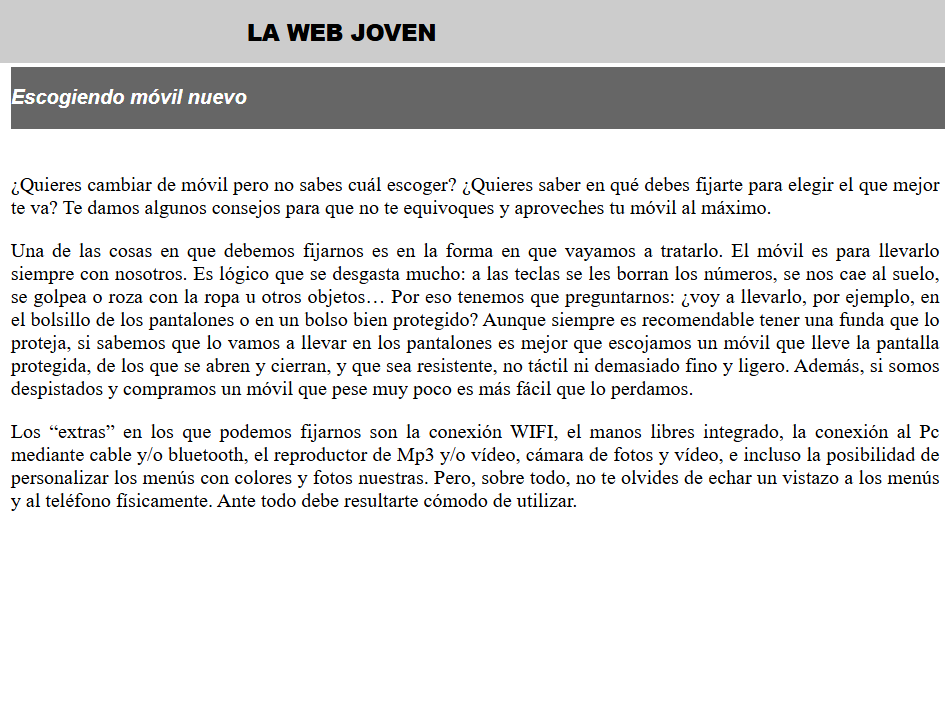 LA WEB JOVEN
Escogiendo móvil nuevo
¿Quieres cambiar de móvil pero no sabes cuál escoger? ¿Quieres saber en qué debes fijarte para elegir el que mejor
te va? Te damos algunos consejos para que no te equivoques y aproveches tu móvil al máximo.
Una de las cosas en que debemos fijarnos es en la forma en que vayamos a tratarlo. El móvil es para llevarlo
siempre con nosotros. Es lógico que se desgasta mucho: a las teclas se les borran los números, se nos cae al suelo,
se golpea o roza con la ropa u otros objetos… Por eso tenemos que preguntarnos: ¿voy a llevarlo, por ejemplo, en
el bolsillo de los pantalones o en un bolso bien protegido? Aunque siempre es recomendable tener una funda que lo
proteja, si sabemos que lo vamos a llevar en los pantalones es mejor que escojamos un móvil que lleve la pantalla
protegida, de los que se abren y cierran, y que sea resistente, no táctil ni demasiado fino y ligero. Además, si somos
despistados y compramos un móvil que pese muy poco es más fácil que lo perdamos.
Los “extras” en los que podemos fijarnos son la conexión WIFI, el manos libres integrado, la conexión al Pc
mediante cable y/o bluetooth, el reproductor de Mp3 y/o vídeo, cámara de fotos y vídeo, e incluso la posibilidad de
personalizar los menús con colores y fotos nuestras. Pero, sobre todo, no te olvides de echar un vistazo a los menús
y al teléfono físicamente. Ante todo debe resultarte cómodo de utilizar.